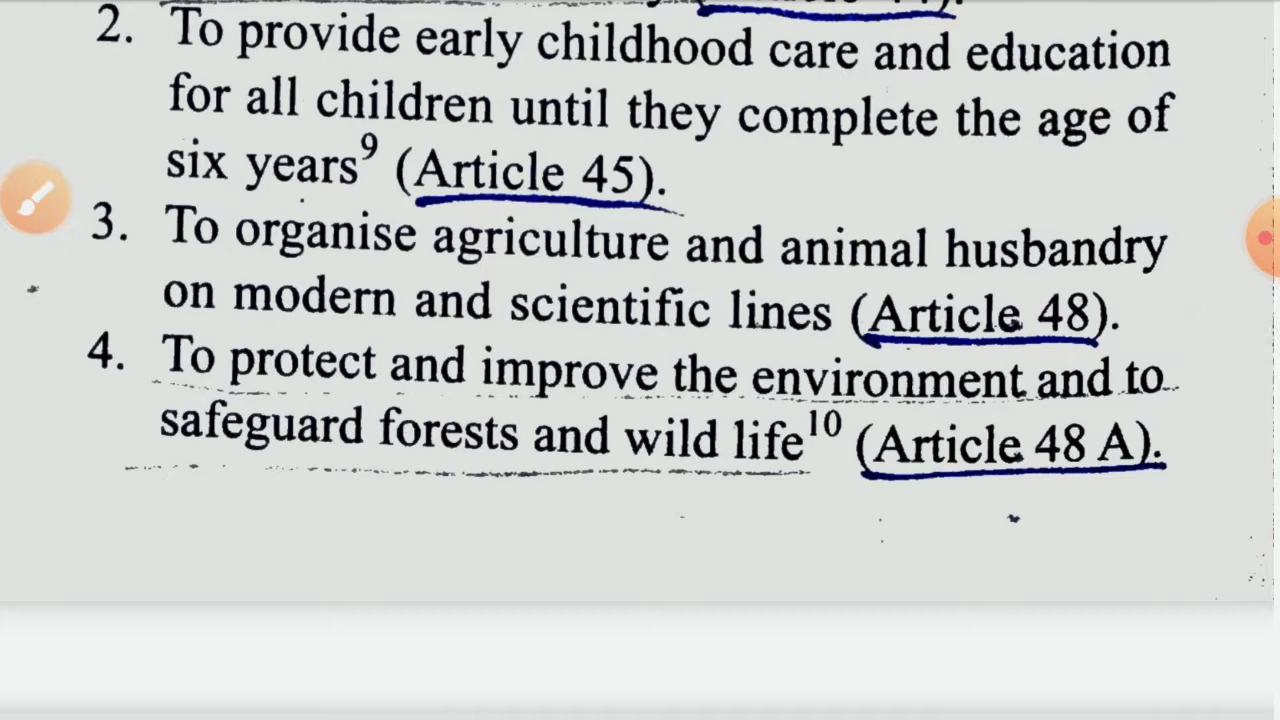 2. To provide early childhood care and education
for all children until they complete the age of
six years⁹ (Article 45).
3. To organise agriculture and animal husbandry
on modern and scientific lines (Article 48).
4. To protect and improve the environment and to
safeguard forests and wild life¹⁰ (Article 48 A).